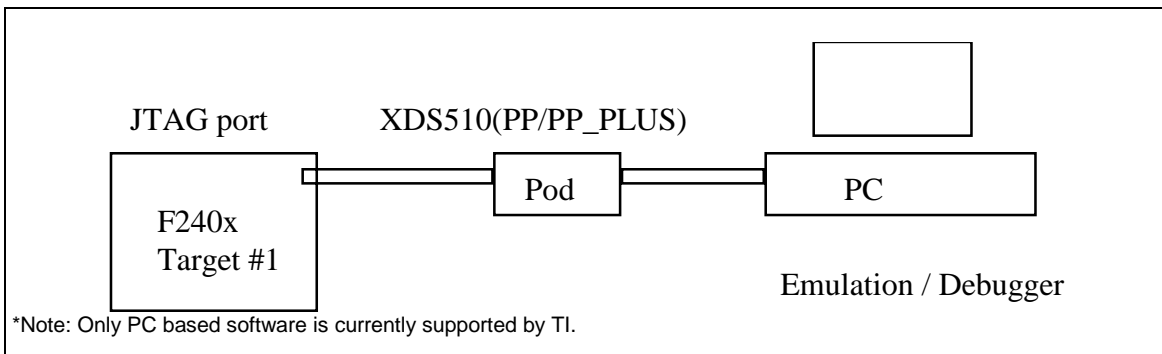 JTAG port
XDS510(PP/PP_PLUS)
Pod
PC
F240x
Target #1
Emulation / Debugger
*Note: Only PC based software is currently supported by TI.